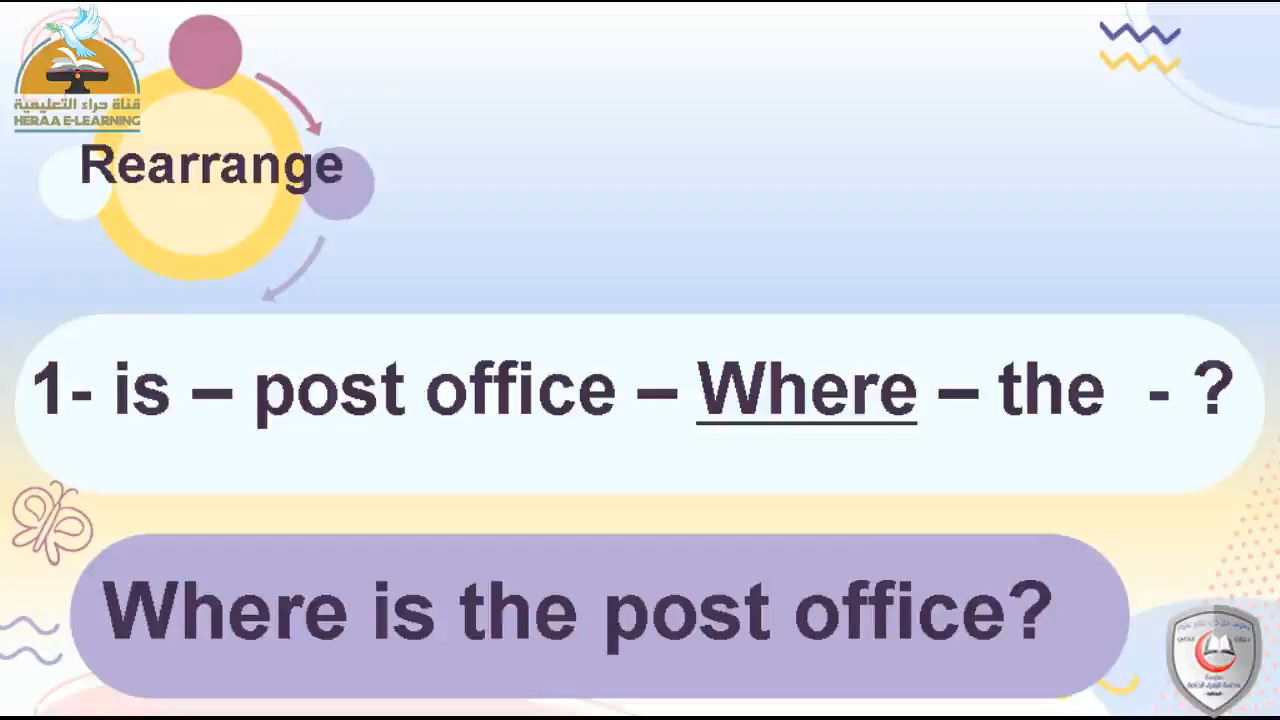 قناة حراء التعليمية
HERAA E-LEARNING
Rearrange
1- is – post office – Where – the - ?
Where is the post office?